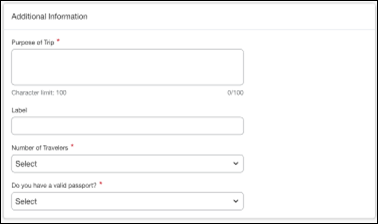 Additional Information
Purpose of Trip *
Character limit: 100 0/100
Label
Number of Travelers *
Select
Do you have a valid passport? *
Select